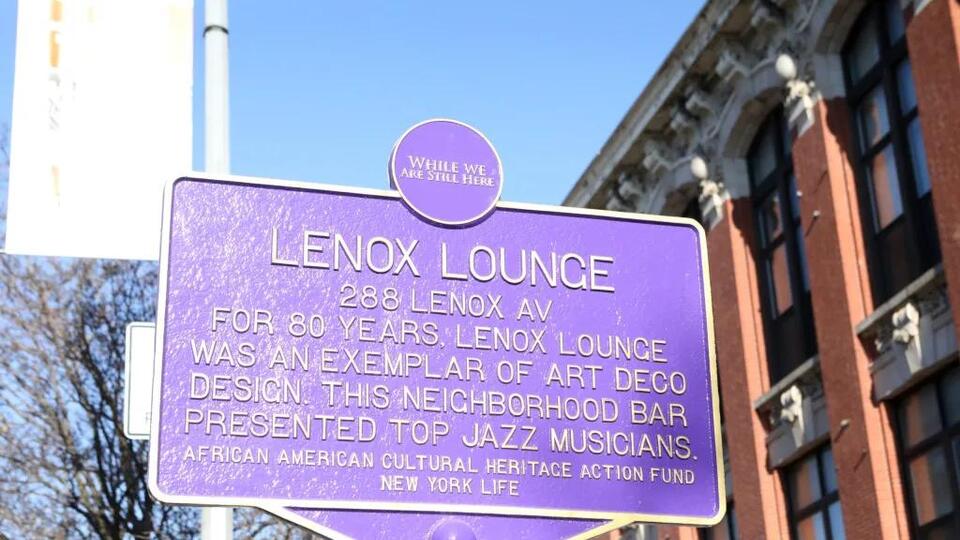 WHILE WE
ARE STILL HERE
LENOX LOUNGE
288 LENOX AV
FOR 80 YEARS, LENOX LOUNGE
WAS AN EXEMPLAR OF ART DECO
DESIGN. THIS NEIGHBORHOOD BAR
PRESENTED TOP JAZZ MUSICIANS.
AFRICAN AMERICAN CULTURAL HERITAGE ACTION FUND
NEW YORK LIFE